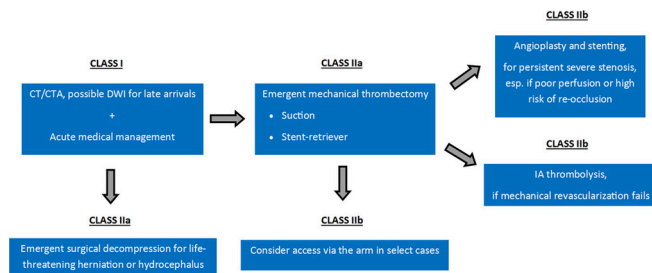 CLASS I
CT/CTA, possible DWI for late arrivals
+
Acute medical management
CLASS IIa
Emergent mechanical thrombectomy
• Suction
• Stent-retriever
CLASS IIb
Angioplasty and stenting,
for persistent severe stenosis,
esp. if poor perfusion or high
risk of re-occlusion
CLASS IIb
IA thrombolysis,
if mechanical revascularization fails
CLASS IIa
Emergent surgical decompression for life-
threatening herniation or hydrocephalus
CLASS IIb
Consider access via the arm in select cases